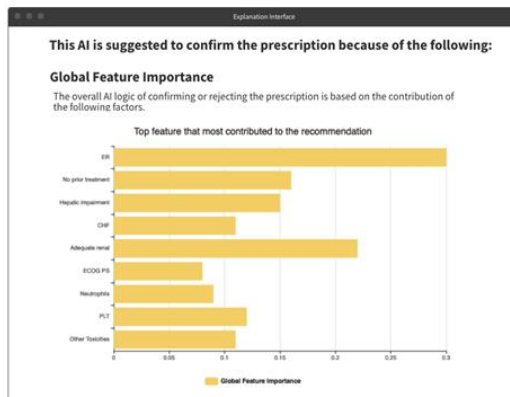 Explanation Interface
This AI is suggested to confirm the prescription because of the following:
Global Feature Importance
The overall AI logic of confirming or rejecting the prescription is based on the contribution of
the following factors.
Top feature that most contributed to the recommendation
EIR
No prior treatment
Hepatic impairment
CHF
Adequate renal
ECOG PS
Neutrophils
PLT
Other Toxicities
0 0.05 0.1 0.15 0.2 0.25 0.3
Global Feature Importance